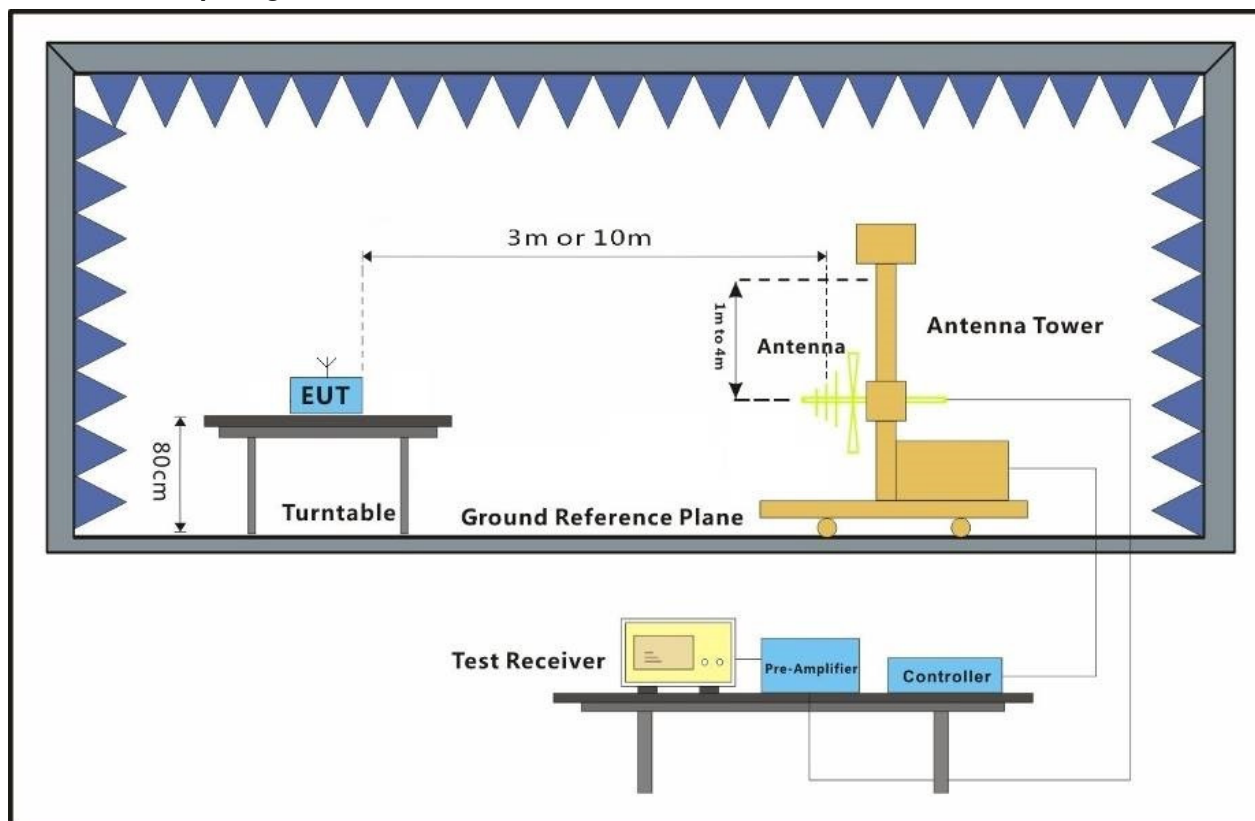 3m or 10m
1m to 4m
Antenna Tower
Antenna
EUT
80cm
Turntable
Ground Reference Plane
Test Receiver
Pre-Amplifier
Controller